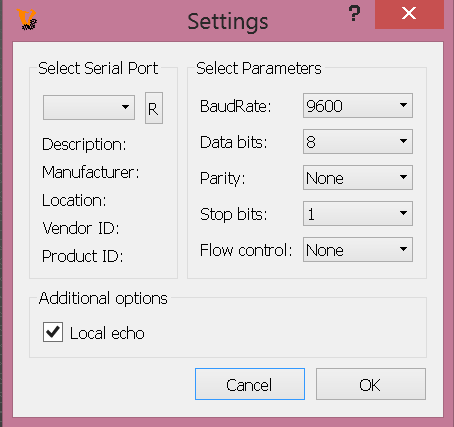 Settings
?
Select Serial Port
R
Description:
Manufacturer:
Location:
Vendor ID:
Product ID:
Select Parameters
BaudRate: 9600
Data bits: 8
Parity: None
Stop bits: 1
Flow control: None
Additional options
Local echo
Cancel OK